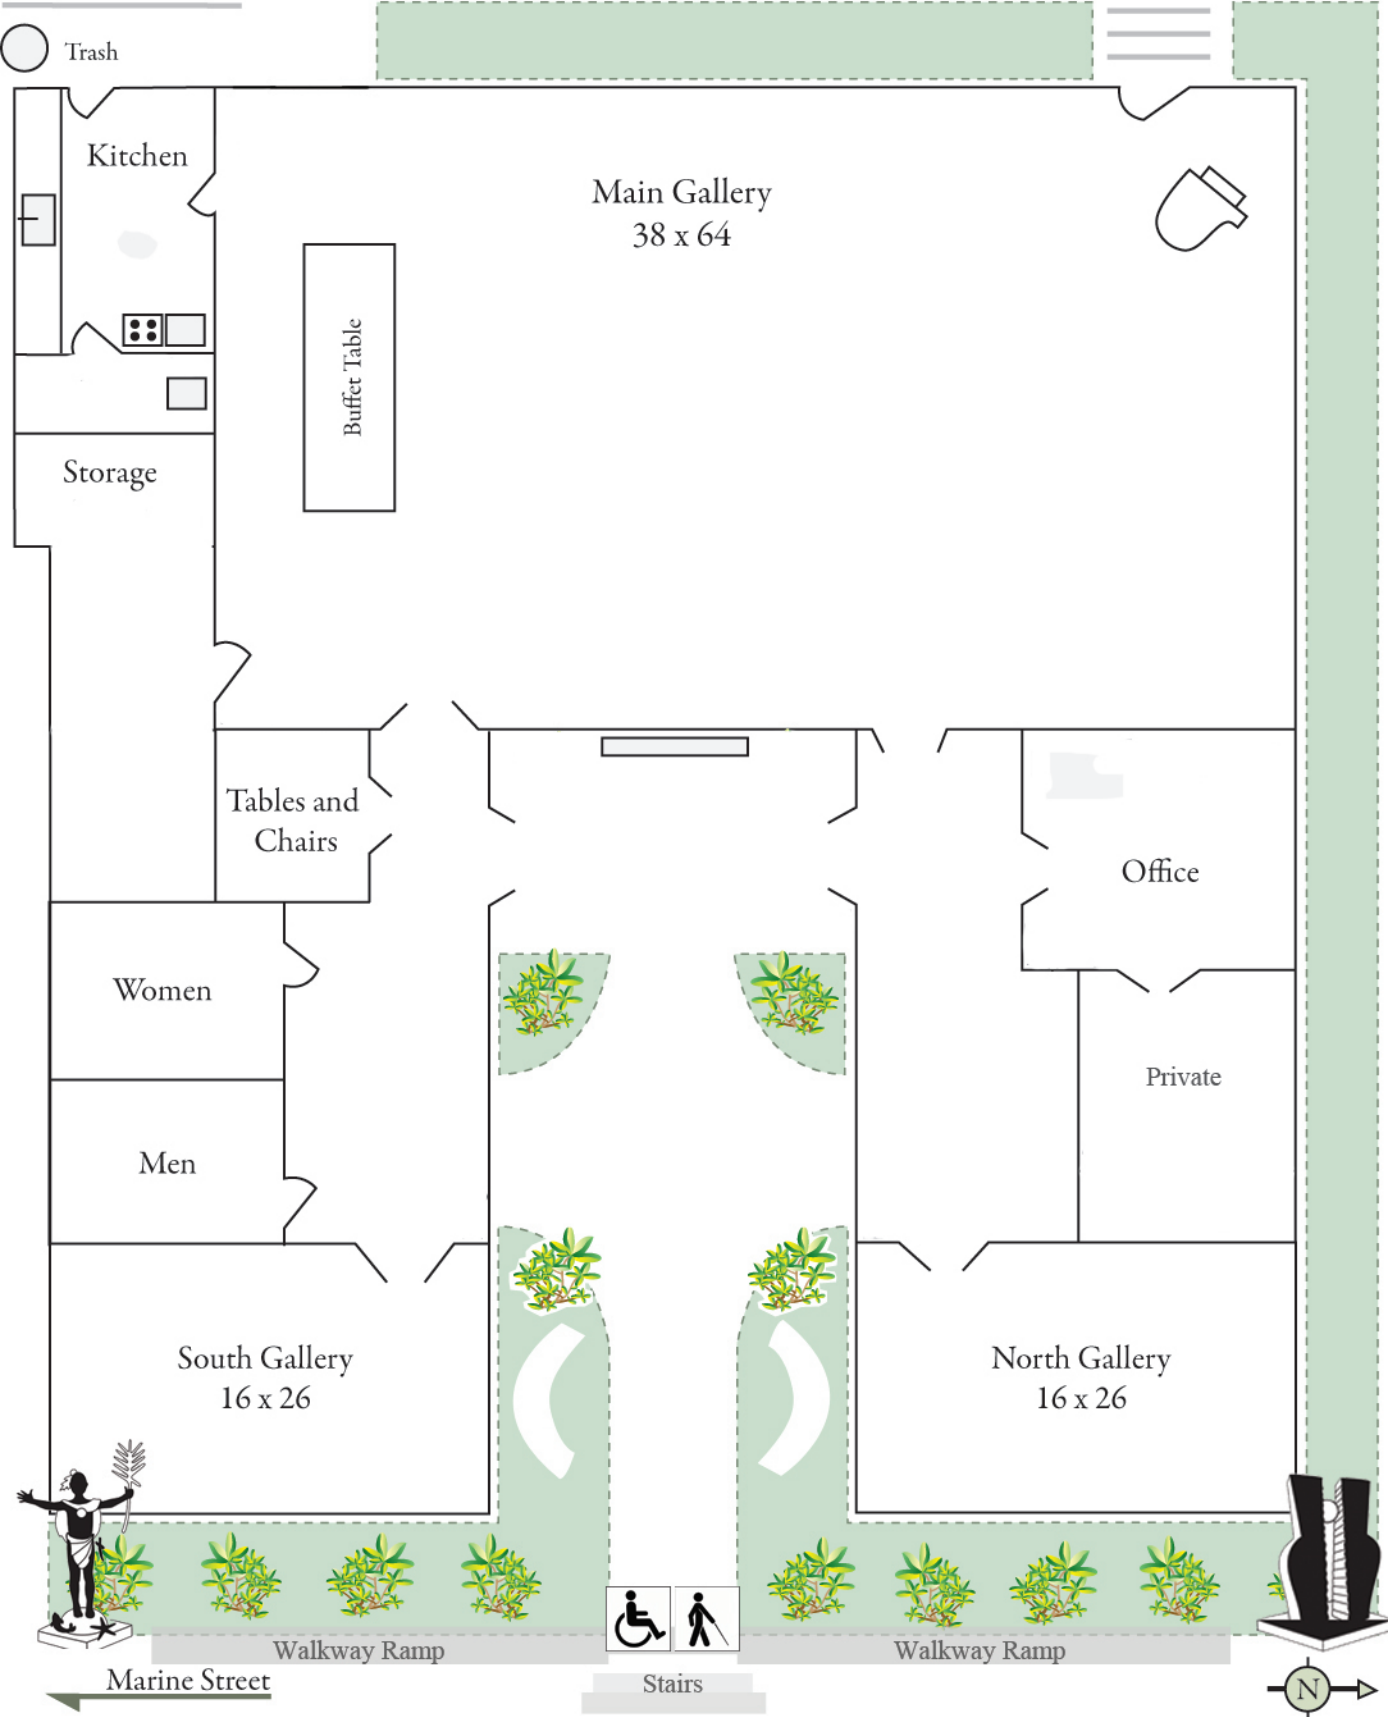 Trash
Kitchen
Main Gallery
38 x 64
Buffet Table
Storage
Tables and
Chairs
Office
Women
Private
Men
South Gallery
16 x 26
North Gallery
16 x 26
Walkway Ramp
Walkway Ramp
Marine Street
Stairs
N